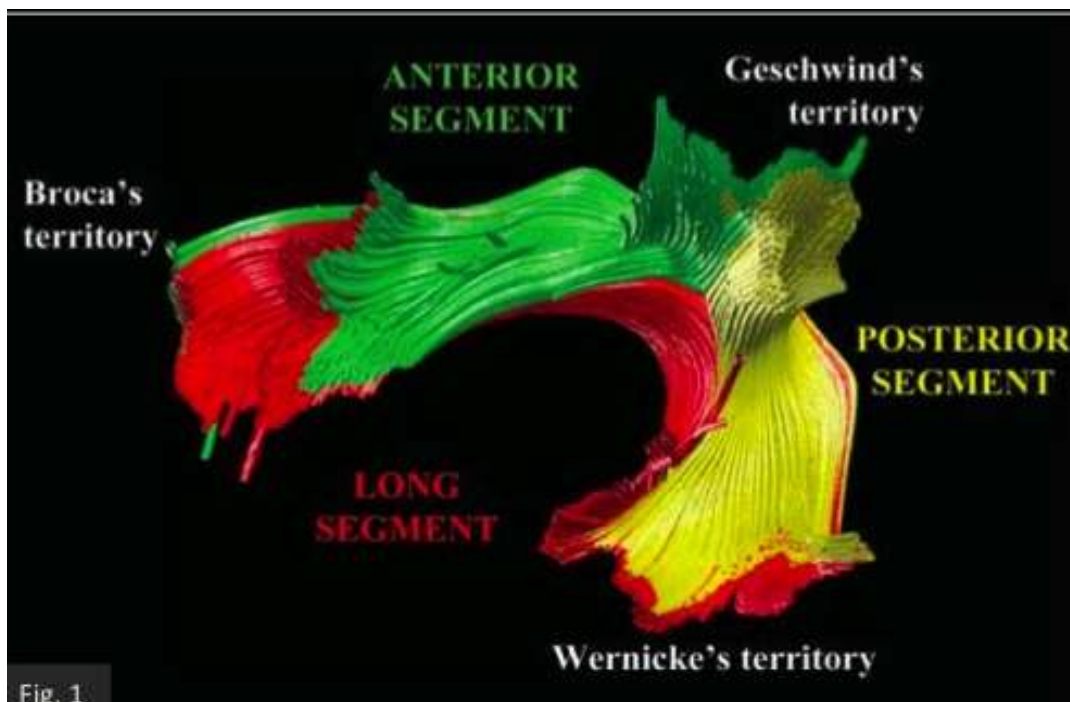 ANTERIOR
SEGMENT
Geschwind's
territory
Broca's
territory
POSTERIOR
SEGMENT
LONG
SEGMENT
Wernicke's territory
Fig. 1